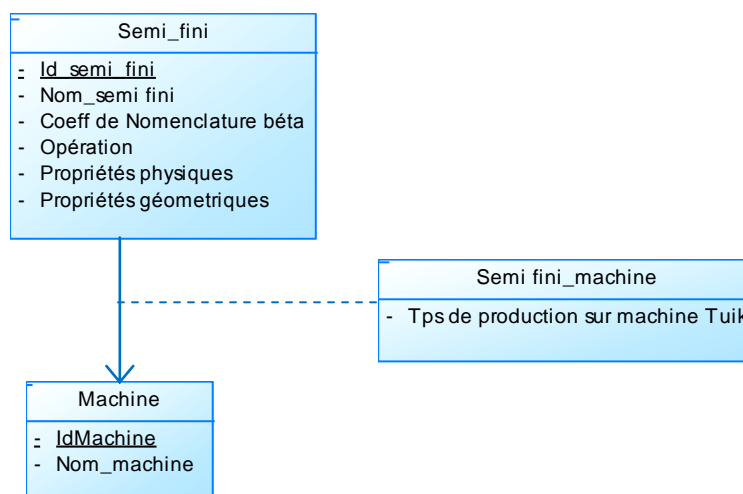 Semi_fini
- Id_semi_fini
- Nom_semi fini
- Coeff de Nomenclature béta
- Opération
- Propriétés physiques
- Propriétés géometriques
Semi fini_machine
- Tps de production sur machine Tuik
Machine
- IdMachine
- Nom_machine